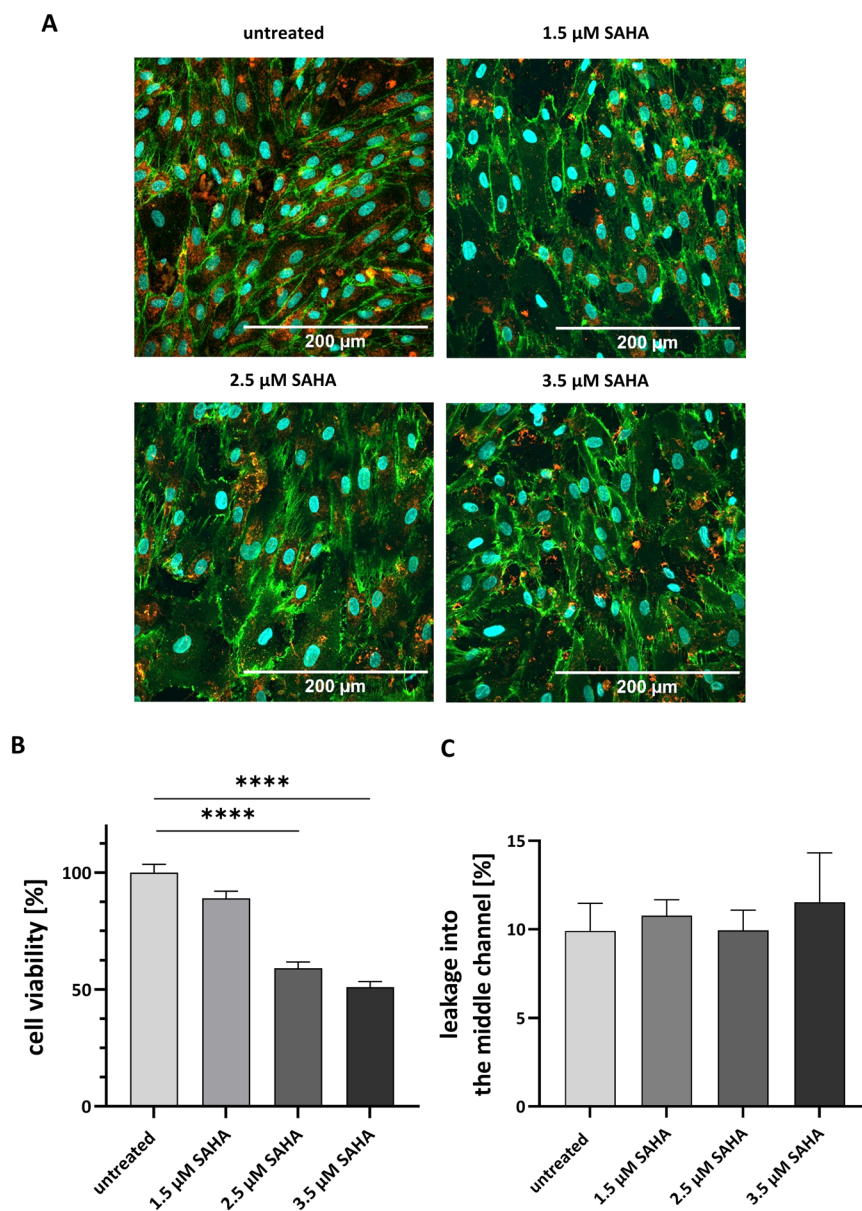 A
untreated
1.5 µM SAHA
200 µm
200 µm
2.5 µM SAHA
3.5 µM SAHA
200 µm
200 µm
B
****
****
cell viability [%]
100
50
0
untreated
1.5 µM SAHA
2.5 µM SAHA
3.5 µM SAHA
C
leakage into
the middle channel [%]
15
10
5
0
untreated
1.5 µM SAHA
2.5 µM SAHA
3.5 µM SAHA